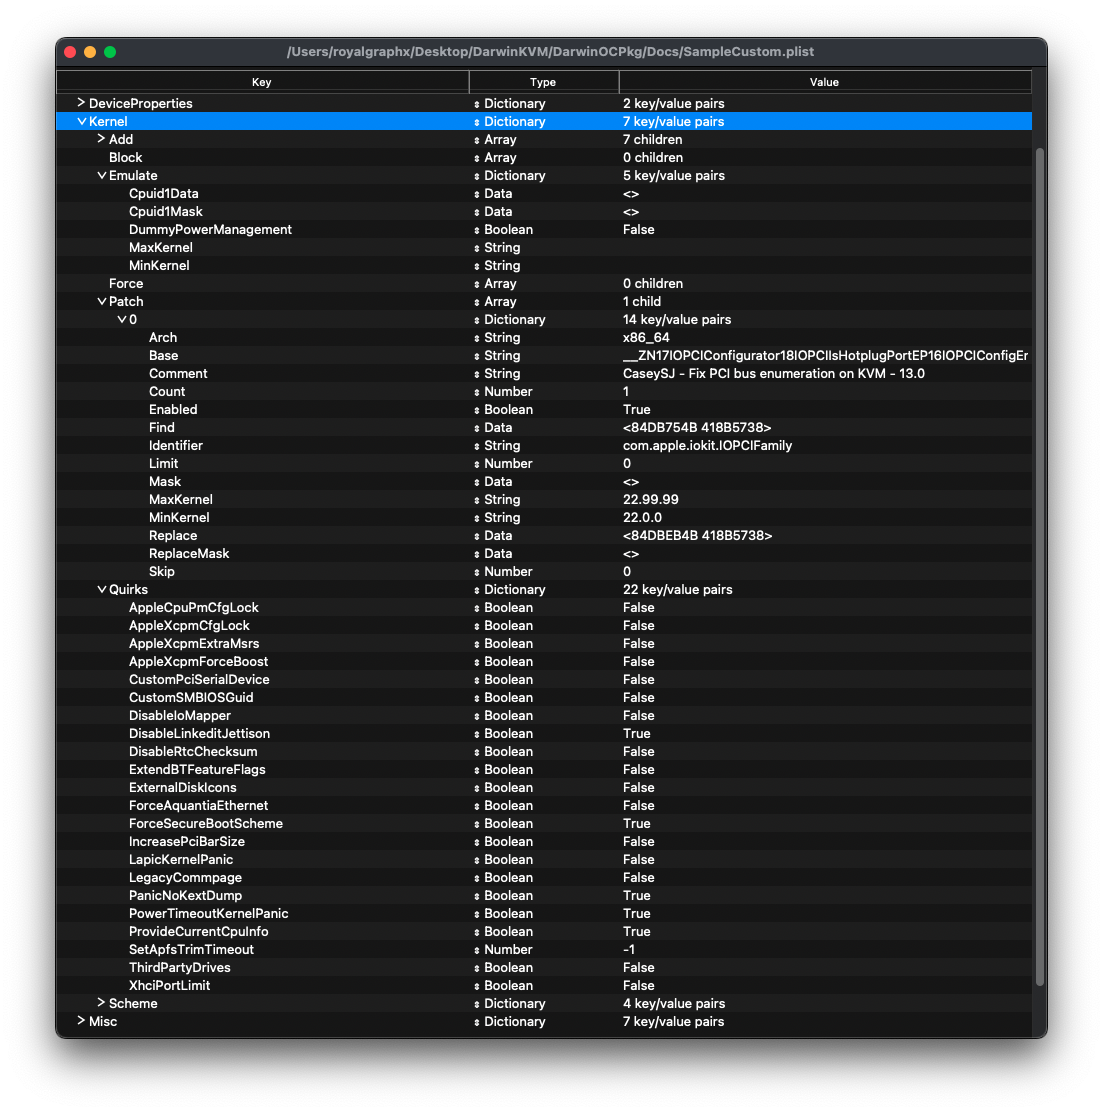 /Users/royalgraphx/Desktop/DarwinKVM/DarwinOCPkg/Docs/SampleCustom.plist
Key Type Value
DeviceProperties Dictionary 2 key/value pairs
Kernel Dictionary 7 key/value pairs
Add Array 7 children
Block Array 0 children
Emulate Dictionary 5 key/value pairs
Cpuid1Data Data <>
Cpuid1Mask Data <>
DummyPowerManagement Boolean False
MaxKernel String
MinKernel String
Force Array 0 children
Patch Array 1 child
0 Dictionary 14 key/value pairs
Arch String x86_64
Base String __ZN17IOPCIConfigurator18IOPCIIsHotplugPortEP16IOPCIConfigEr
Comment String CaseySJ - Fix PCI bus enumeration on KVM - 13.0
Count Number 1
Enabled Boolean True
Find Data <84DB754B 418B5738>
Identifier String com.apple.iokit.IOPCIFamily
Limit Number 0
Mask Data <>
MaxKernel String 22.99.99
MinKernel String 22.0.0
Replace Data <84DBEB4B 418B5738>
ReplaceMask Data <>
Skip Number 0
Quirks Dictionary 22 key/value pairs
AppleCpuPmCfgLock Boolean False
AppleXcpmCfgLock Boolean False
AppleXcpmExtraMsrs Boolean False
AppleXcpmForceBoost Boolean False
CustomPciSerialDevice Boolean False
CustomSMBIOSGuid Boolean False
DisableIoMapper Boolean False
DisableLinkeditJettison Boolean True
DisableRtcChecksum Boolean False
ExtendBTFeatureFlags Boolean False
ExternalDiskIcons Boolean False
ForceAquantiaEthernet Boolean False
ForceSecureBootScheme Boolean True
IncreasePciBarSize Boolean False
LapicKernelPanic Boolean False
LegacyCommpage Boolean False
PanicNoKextDump Boolean True
PowerTimeoutKernelPanic Boolean True
ProvideCurrentCpuInfo Boolean True
SetApfsTrimTimeout Number -1
ThirdPartyDrives Boolean False
XhciPortLimit Boolean False
Scheme Dictionary 4 key/value pairs
Misc Dictionary 7 key/value pairs